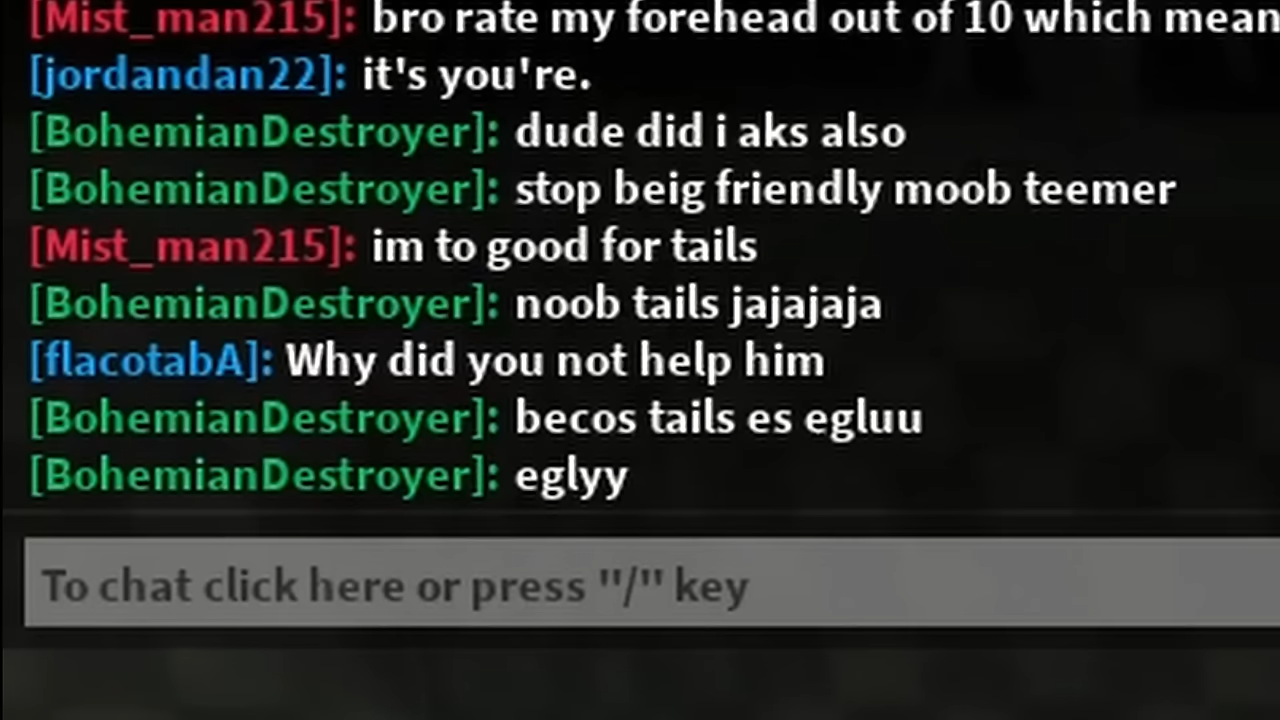 [Mist_man215]: bro rate my forehead out of 10 which mean
[jordandan22]: it's you're.
[BohemianDestroyer]: dude did i aks also
[BohemianDestroyer]: stop beig friendly moob teemer
[Mist_man215]: im to good for tails
[BohemianDestroyer]: noob tails jajajaja
[flacotabA]: Why did you not help him
[BohemianDestroyer]: becos tails es egluu
[BohemianDestroyer]: eglyy
To chat click here or press "/" key